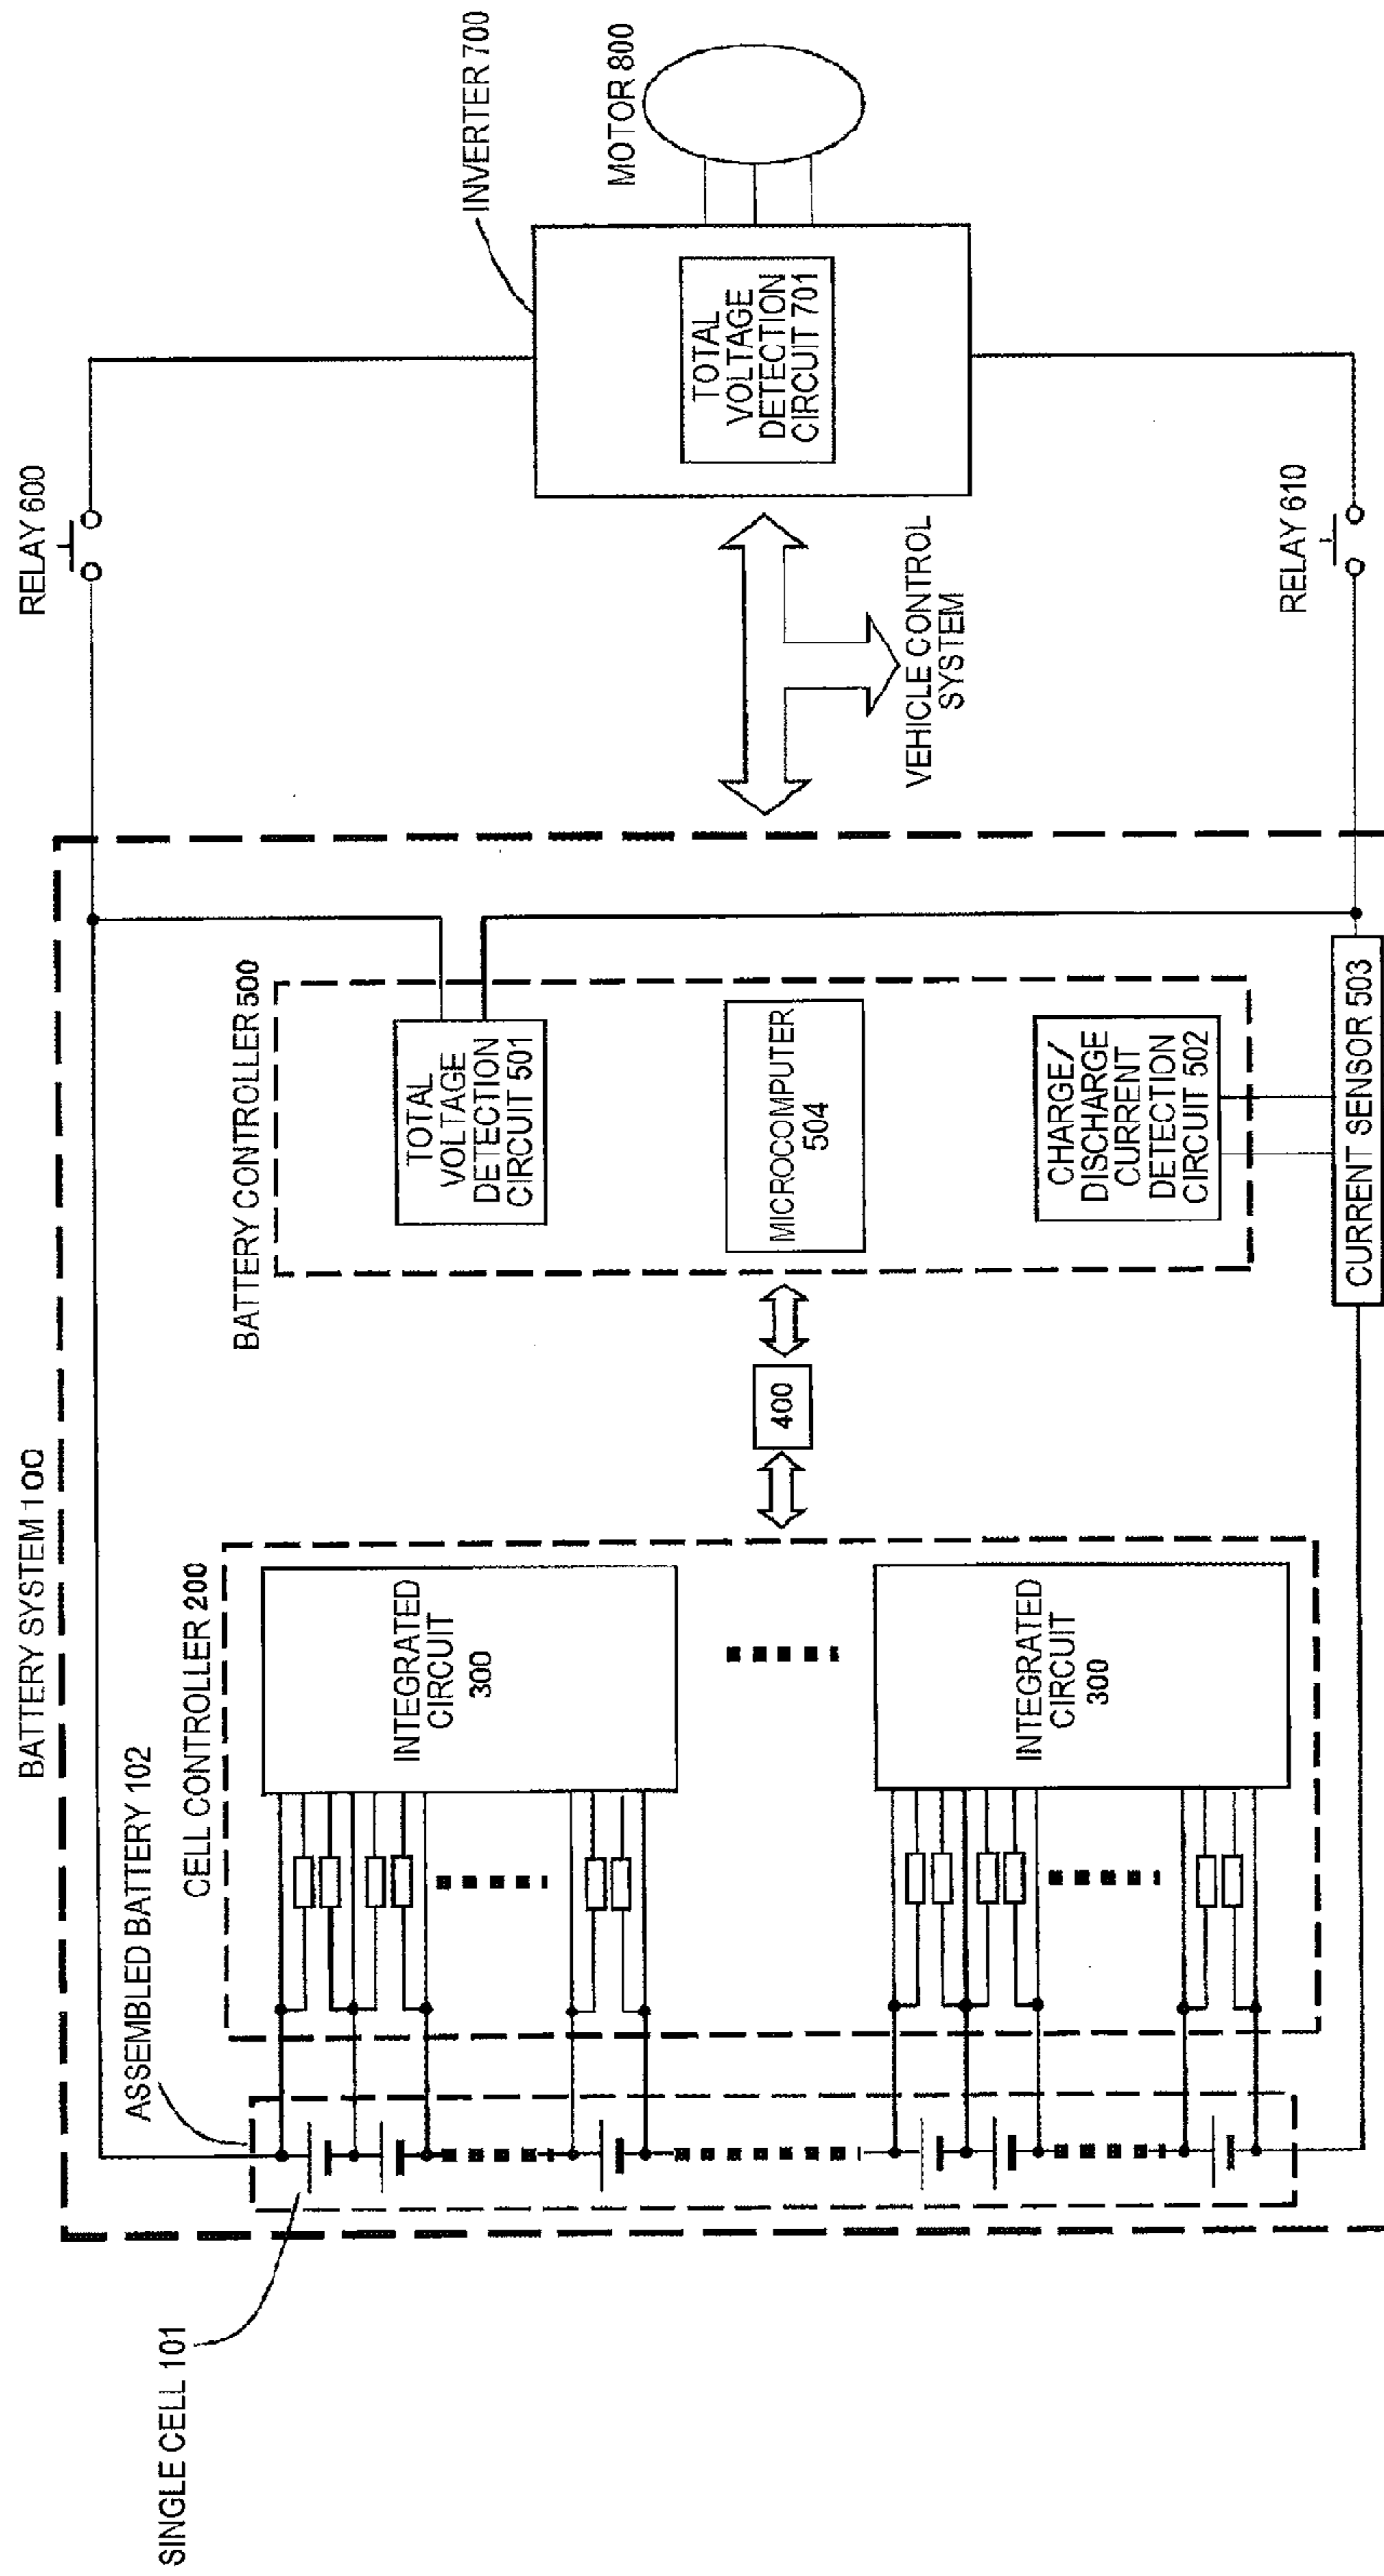 BATTERY SYSTEM 100
SINGLE CELL 101
ASSEMBLED BATTERY 102
CELL CONTROLLER 200
INTEGRATED
CIRCUIT
300
INTEGRATED
CIRCUIT
300
400
BATTERY CONTROLLER 500
TOTAL
VOLTAGE
DETECTION
CIRCUIT 501
MICROCOMPUTER
504
CHARGE/
DISCHARGE
CURRENT
DETECTION
CIRCUIT 502
CURRENT SENSOR 503
RELAY 600
RELAY 610
VEHICLE CONTROL
SYSTEM
INVERTER 700
TOTAL
VOLTAGE
DETECTION
CIRCUIT 701
MOTOR 800